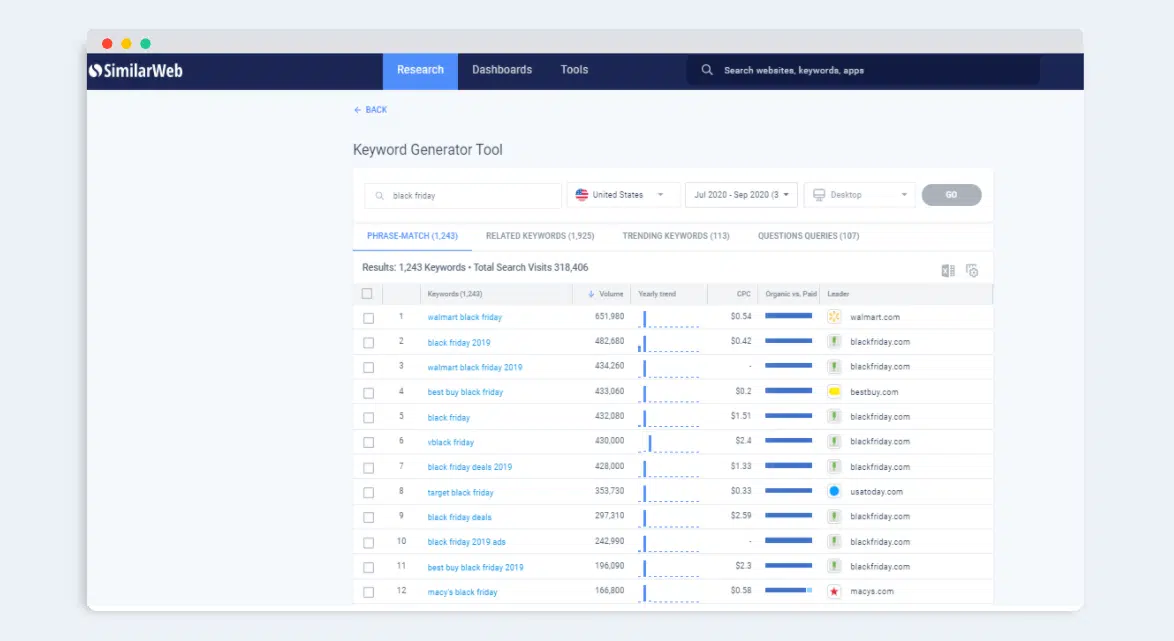 SimilarWeb Research Dashboards Tools Search websites, keywords, apps
← BACK
Keyword Generator Tool
black friday United States Jul 2020 - Sep 2020 (3 Desktop GO
PHRASE-MATCH (1,243) RELATED KEYWORDS (1,925) TRENDING KEYWORDS (113) QUESTIONS QUERIES (107)
Results: 1,243 Keywords • Total Search Visits 318,406
Keywords (1,243) ↓ Volume Yearly trend CPC Organic vs. Paid Leader
1 walmart black friday 651,980 $0.54 walmart.com
2 black friday 2019 482,680 $0.42 blackfriday.com
3 walmart black friday 2019 434,260 - blackfriday.com
4 best buy black friday 433,060 $0.2 bestbuy.com
5 black friday 432,080 $1.51 blackfriday.com
6 vblack friday 430,000 $2.4 blackfriday.com
7 black friday deals 2019 428,000 $1.33 blackfriday.com
8 target black friday 353,730 $0.33 usatoday.com
9 black friday deals 297,310 $2.59 blackfriday.com
10 black friday 2019 ads 242,990 - blackfriday.com
11 best buy black friday 2019 196,090 $2.3 blackfriday.com
12 macy's black friday 166,800 $0.58 macys.com